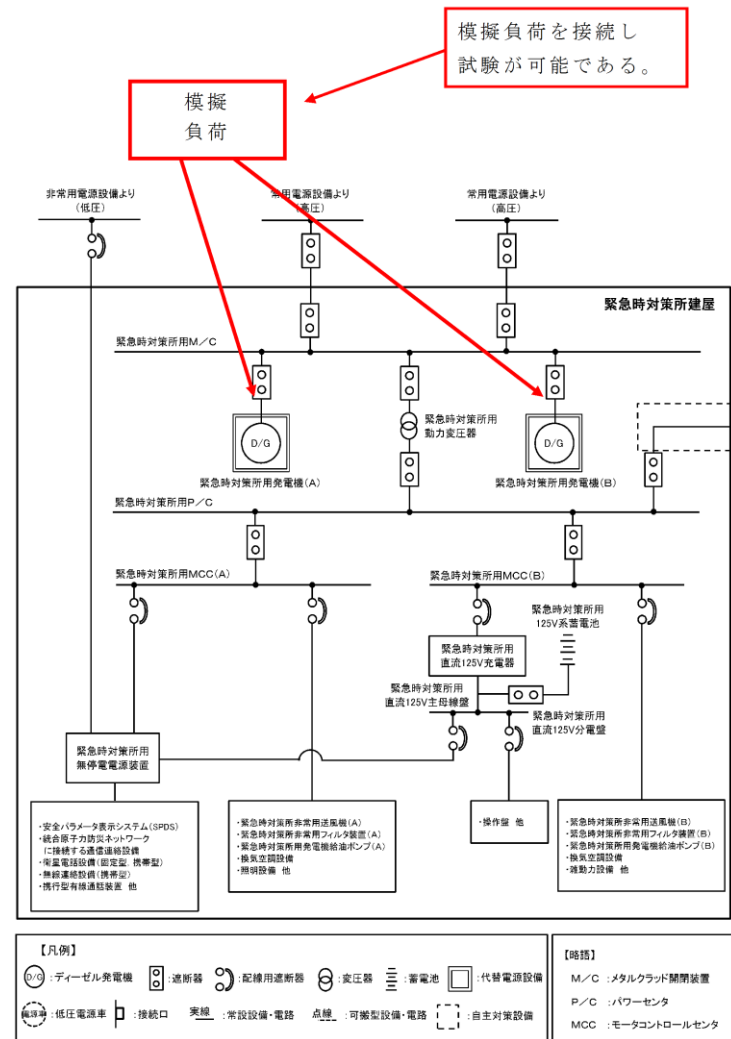 模擬負荷を接続し
試験が可能である。
模擬
負荷
非常用電源設備より
(低圧)
常用電源設備より
(高圧)
常用電源設備より
(高圧)
緊急時対策所建屋
緊急時対策所用M/C
緊急時対策所用
動力変圧器
D/G
D/G
緊急時対策所用発電機(A)
緊急時対策所用発電機(B)
緊急時対策所用P/C
緊急時対策所用MCC(A)
緊急時対策所用MCC(B)
緊急時対策所用
125V系蓄電池
緊急時対策所用
直流125V充電器
緊急時対策所用
直流125V主母線盤
緊急時対策所用
直流125V分電盤
緊急時対策所用
無停電電源装置
・安全パラメータ表示システム(SPDS)
・統合原子力防災ネットワーク
に接続する通信連絡設備
・衛星電話設備(固定型、携帯型)
・無線連絡設備(携帯型)
・携行型有線通話装置 他
・緊急時対策所非常用送風機(A)
・緊急時対策所非常用フィルタ装置(A)
・緊急時対策所用発電機給油ポンプ(A)
・換気空調設備
・照明設備 他
・操作盤 他
・緊急時対策所非常用送風機(B)
・緊急時対策所非常用フィルタ装置(B)
・緊急時対策所用発電機給油ポンプ(B)
・換気空調設備
・雑動力設備 他
【凡例】
D/G :ディーゼル発電機 :遮断器 :配線用遮断器 :変圧器 :蓄電池 :代替電源設備
電源車 :低圧電源車 :接続口 実線 :常設設備・電路 点線 :可搬型設備・電路 :自主対策設備
【略語】
M/C :メタルクラッド開閉装置
P/C :パワーセンタ
MCC :モータコントロールセンタ